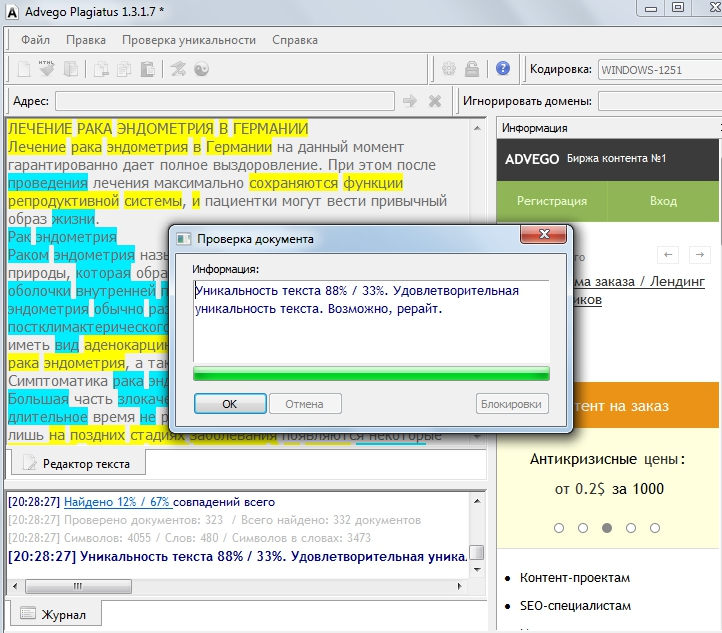 Advego Plagiatus 1.3.1.7 *
Файл Правка Проверка уникальности Справка
HTML
Кодировка: WINDOWS-1251
Адрес: Игнорировать домены:
ЛЕЧЕНИЕ РАКА ЭНДОМЕТРИЯ В ГЕРМАНИИ
Лечение рака эндометрия в Германии на данный момент
гарантированно дает полное выздоровление. При этом после
проведения лечения максимально сохраняются функции
репродуктивной системы, и пациентки могут вести привычный
образ жизни.
Рак эндометрия
Раком эндометрия
природы, которая
оболочки внутренней
эндометрия обычно
постклимактерического
иметь вид
рака эндометрия, а
Симптоматика рака
Большая часть
длительное время не
лишь на поздних стадиях заболевания появляются некоторые
Редактор текста
Проверка документа
Информация:
Уникальность текста 88% / 33%. Удовлетворительная
уникальность текста. Возможно, рерайт.
ОК Отмена Блокировки
[20:28:27] Найдено 12% / 67% совпадений всего
[20:28:27] Проверено документов: 323 / Всего найдено: 332 документов
[20:28:27] Символов: 4055 / Слов: 480 / Символов в словах: 3473
[20:28:27] Уникальность текста 88% / 33%. Удовлетворительная уника.
Журнал
Информация
ADVEGO Биржа контента №1
Регистрация Вход
ма заказа / Лендинг
иков
тент на заказ
Антикризисные цены:
от 0.2$ за 1000
Контент-проектам
SEO-специалистам